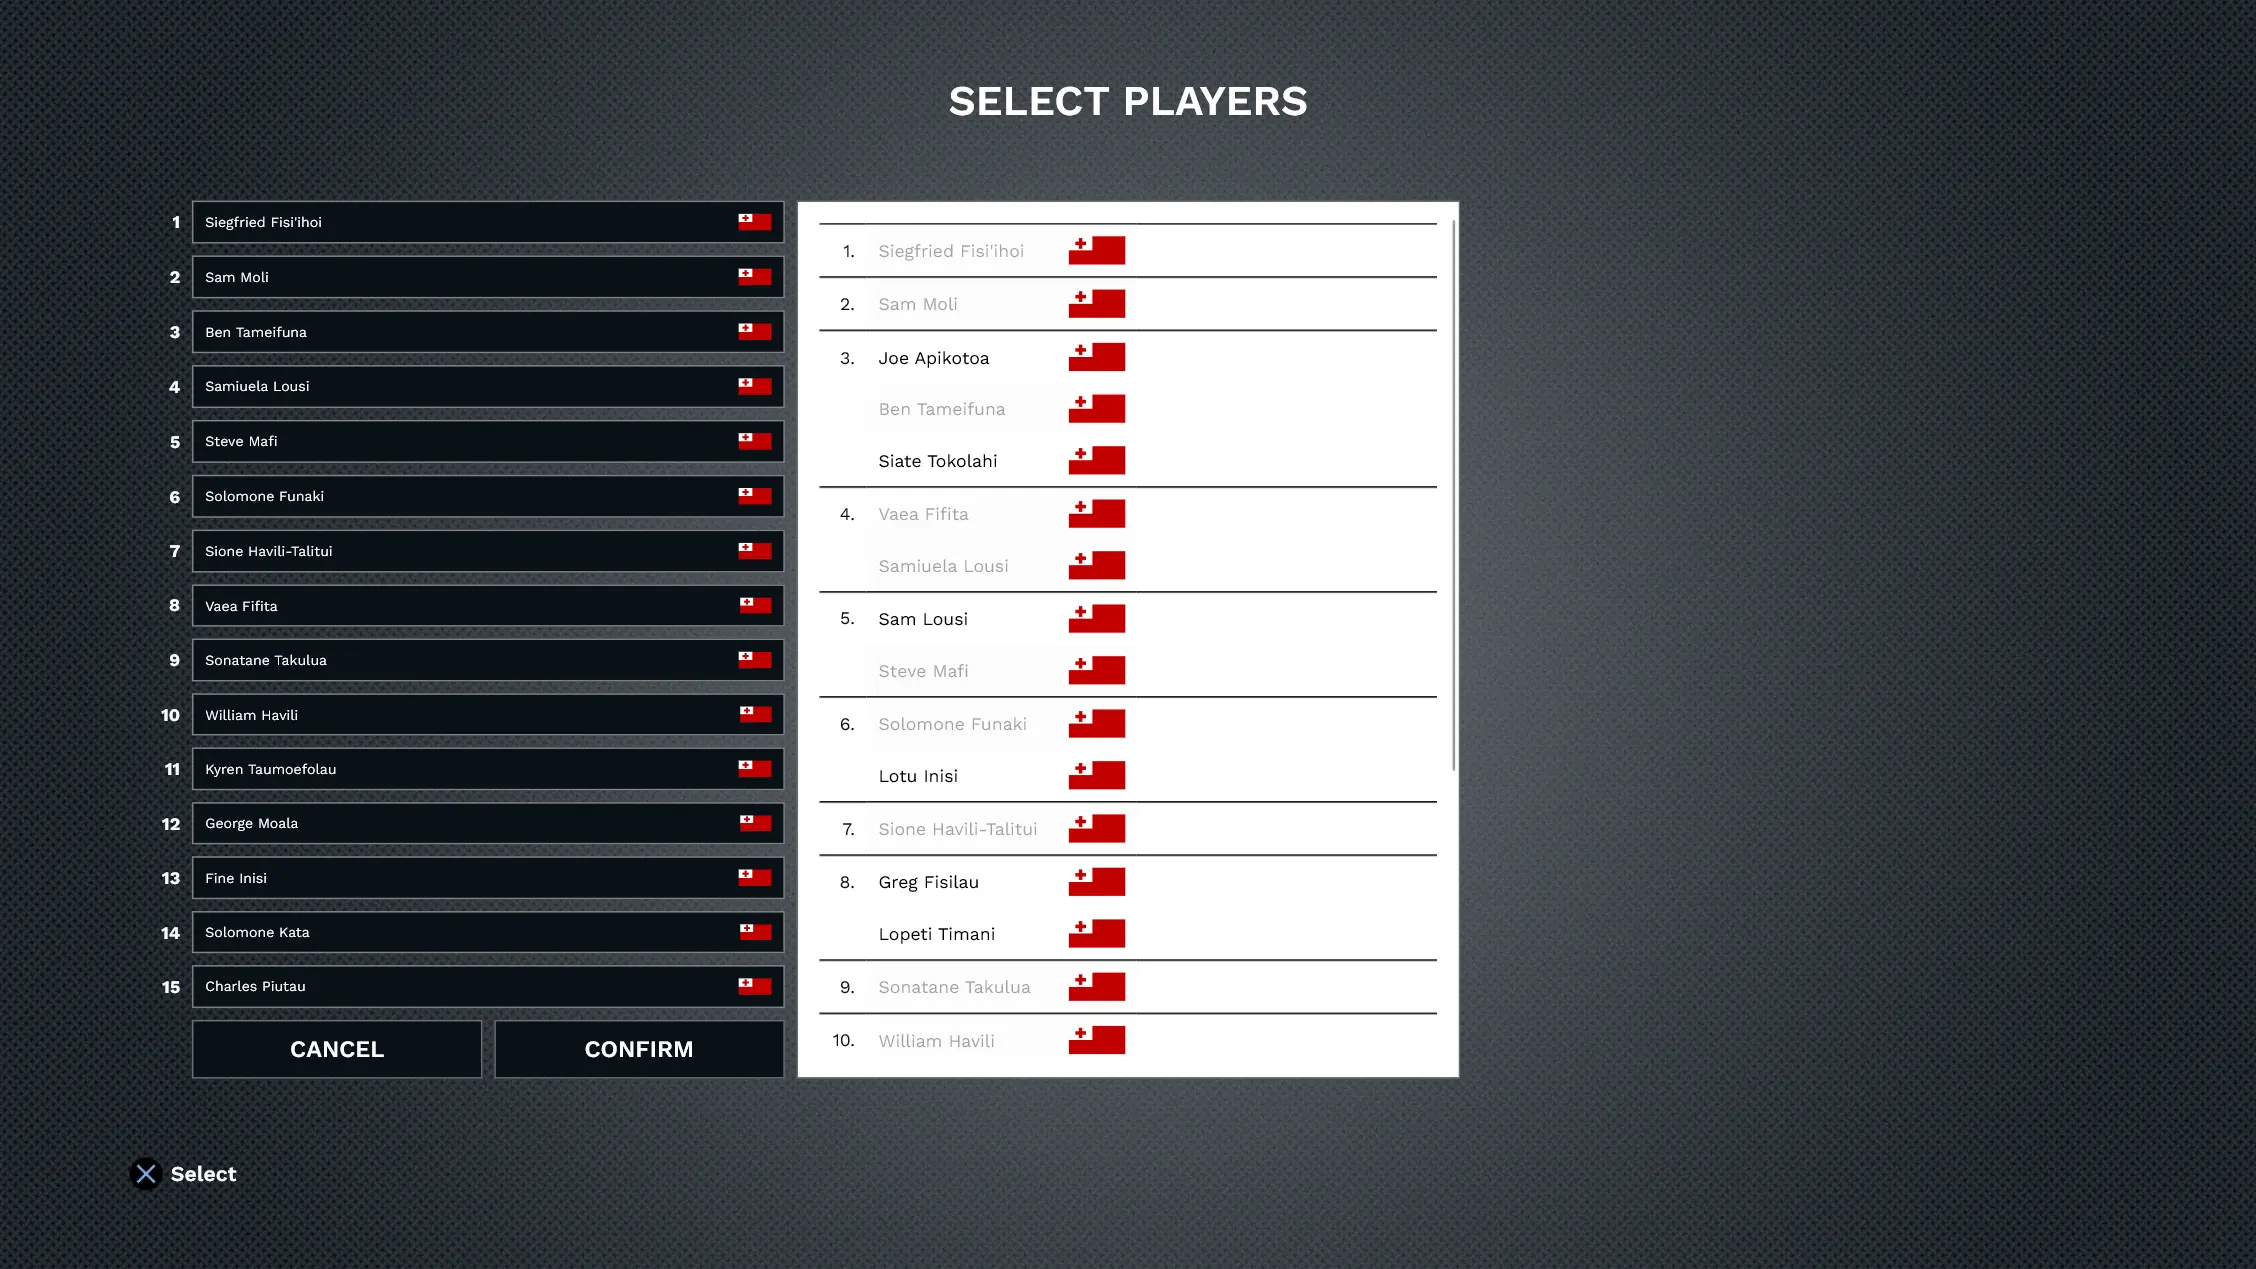 SELECT PLAYERS
1 Siegfried Fisi'ihoi
2 Sam Moli
3 Ben Tameifuna
4 Samiuela Lousi
5 Steve Mafi
6 Solomone Funaki
7 Sione Havili-Talitui
8 Vaea Fifita
9 Sonatane Takulua
10 William Havili
11 Kyren Taumoefolau
12 George Moala
13 Fine Inisi
14 Solomone Kata
15 Charles Piutau
CANCEL CONFIRM
1. Siegfried Fisi'ihoi
2. Sam Moli
3. Joe Apikotoa
Ben Tameifuna
Siate Tokolahi
4. Vaea Fifita
Samiuela Lousi
5. Sam Lousi
Steve Mafi
6. Solomone Funaki
Lotu Inisi
7. Sione Havili-Talitui
8. Greg Fisilau
Lopeti Timani
9. Sonatane Takulua
10. William Havili
Select